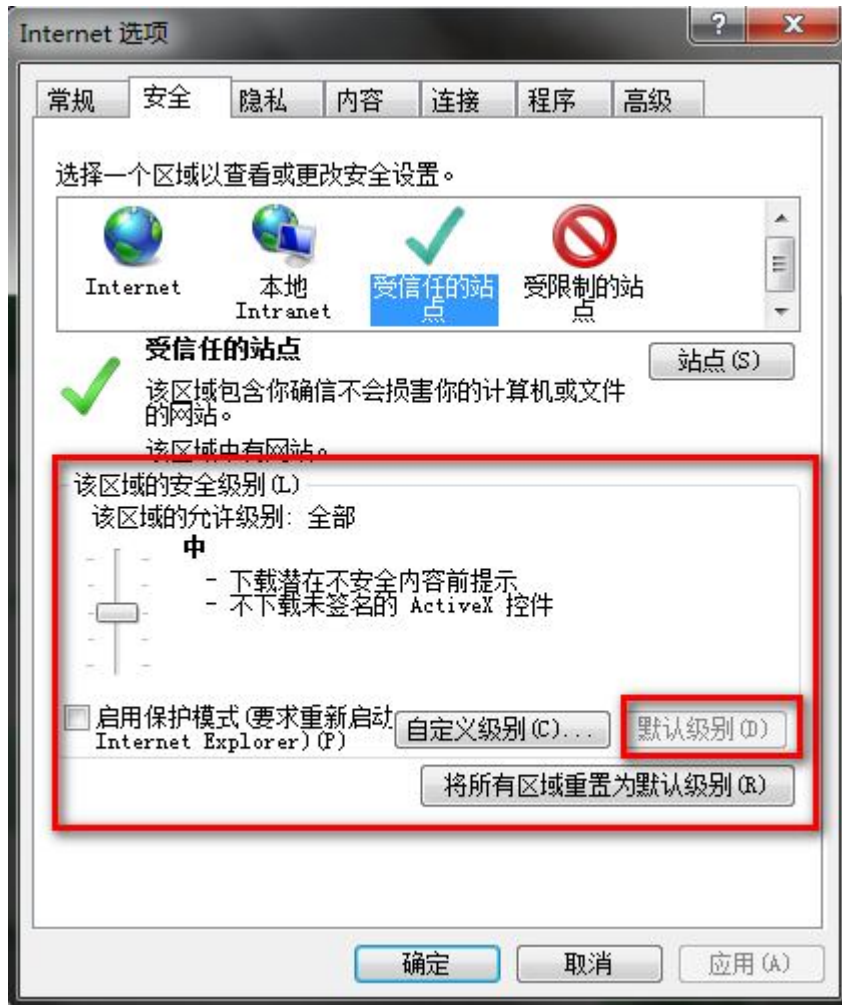 Internet 选项
常规 安全 隐私 内容 连接 程序 高级
选择一个区域以查看或更改安全设置。
Internet
本地
Intranet
受信任的站
点
受限制的站
点
受信任的站点
站点(S)
该区域包含你确信不会损害你的计算机或文件
的网站。
该区域中有网站。
该区域的安全级别(L)
该区域的允许级别: 全部
中
- 下载潜在不安全内容前提示
- 不下载未签名的 ActiveX 控件
启用保护模式(要求重新启动
Internet Explorer)(P)
自定义级别(C)...
默认级别(D)
将所有区域重置为默认级别(R)
确定 取消 应用(A)